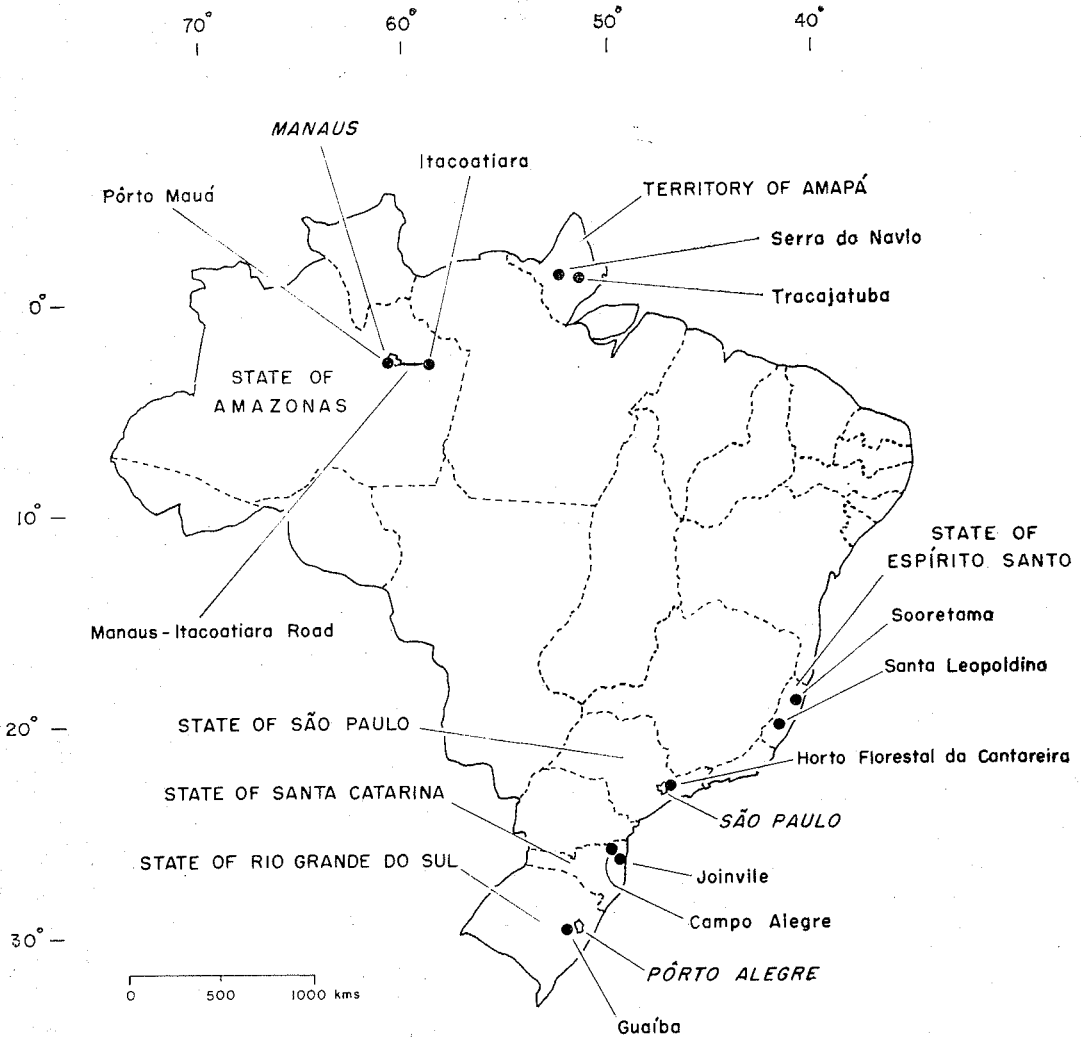 70°
60°
50°
40°
MANAUS
Itacoatiara
Pôrto Mauá
TERRITORY OF AMAPÁ
Serra do Navio
Tracajatuba
0°
STATE OF
AMAZONAS
10°
STATE OF
ESPÍRITO SANTO
Manaus-Itacoatiara Road
Sooretama
Santa Leopoldina
STATE OF SÃO PAULO
20°
Horto Florestal da Cantareira
STATE OF SANTA CATARINA
SÃO PAULO
STATE OF RIO GRANDE DO SUL
Joinvile
Campo Alegre
30°
PÔRTO ALEGRE
0 500 1000 kms
Guaíba